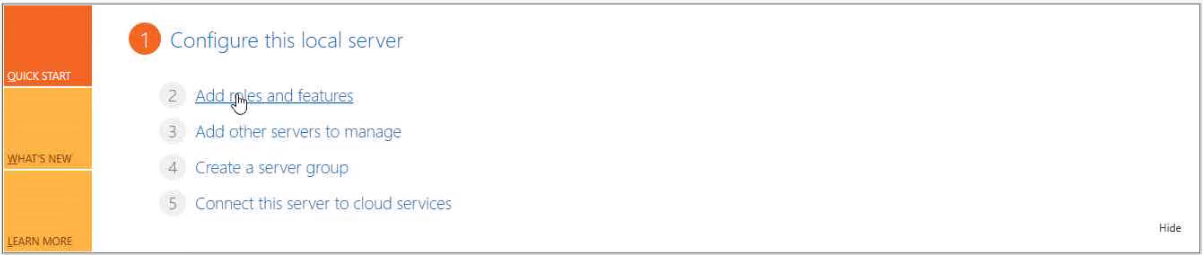 QUICK START
WHAT'S NEW
LEARN MORE
1 Configure this local server
2 Add roles and features
3 Add other servers to manage
4 Create a server group
5 Connect this server to cloud services
Hide